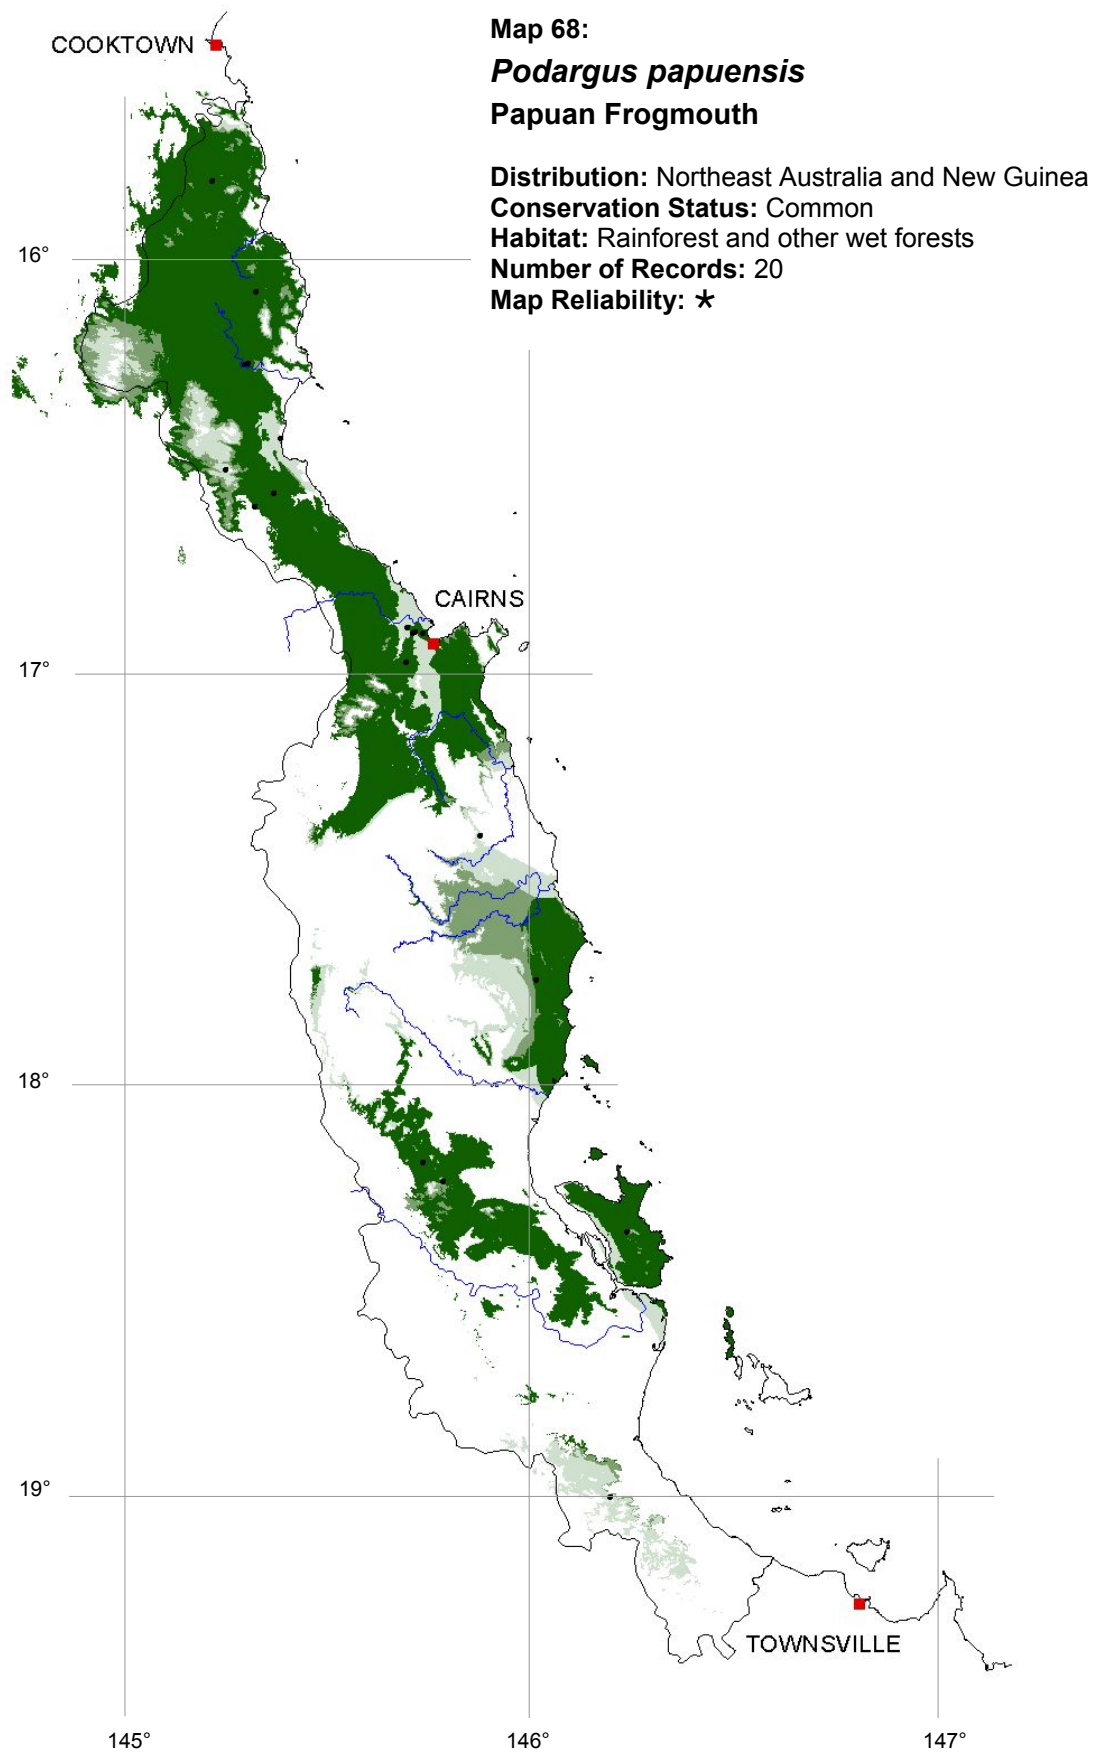 Map 68:
COOKTOWN
Podargus papuensis
Papuan Frogmouth
Distribution: Northeast Australia and New Guinea
Conservation Status: Common
Habitat: Rainforest and other wet forests
Number of Records: 20
Map Reliability: *
16°
CAIRNS
17°
18°
19°
TOWNSVILLE
145°
146°
147°